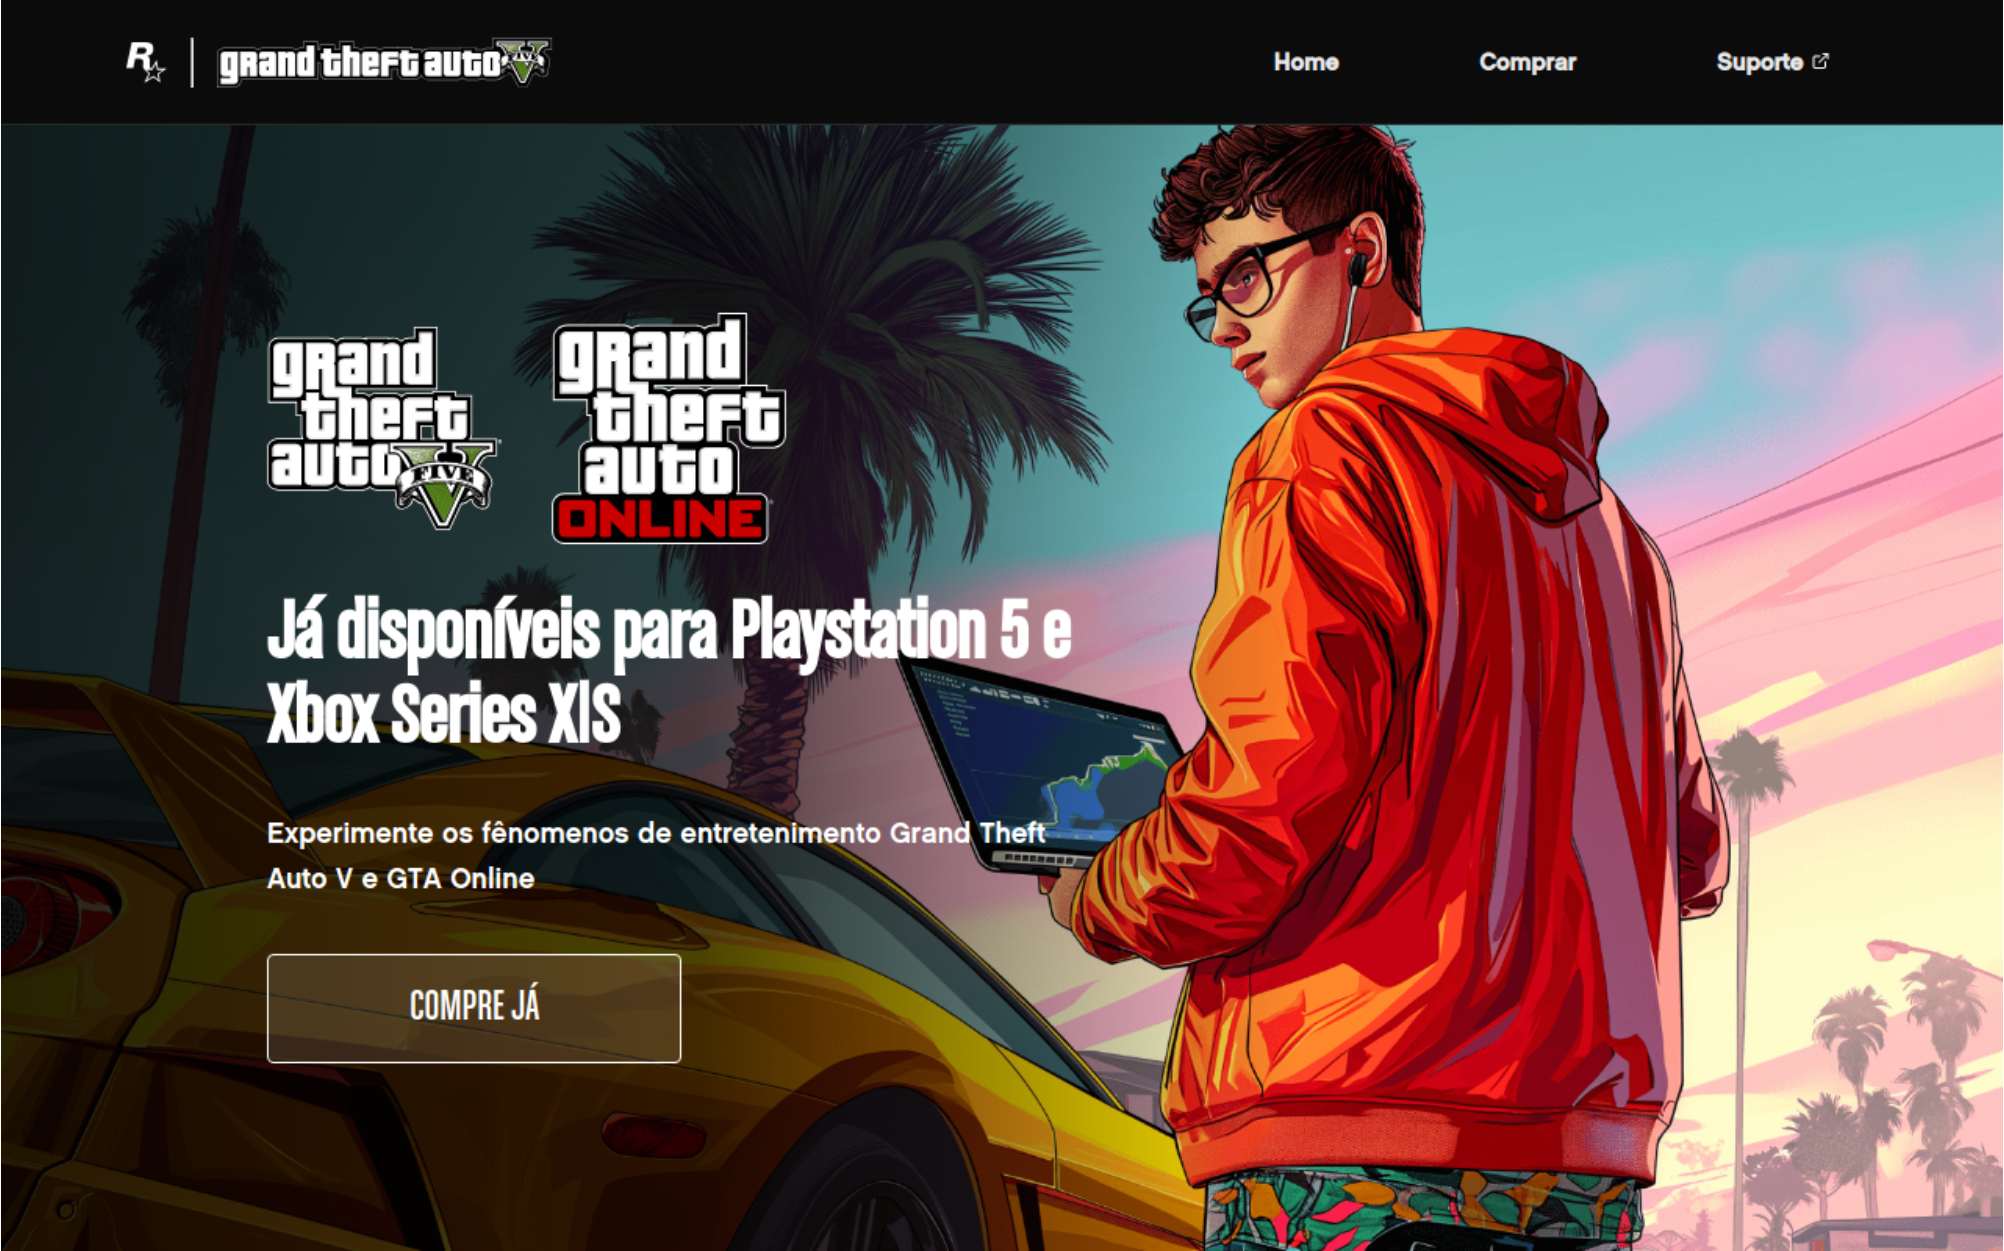 R
grand theft auto V
FIVE
Home
Comprar
Suporte
grand
theft
auto V
FIVE
grand
theft
auto
ONLINE
Já disponíveis para Playstation 5 e
Xbox Series X|S
Experimente os fênomenos de entretenimento Grand Theft
Auto V e GTA Online
COMPRE JÁ